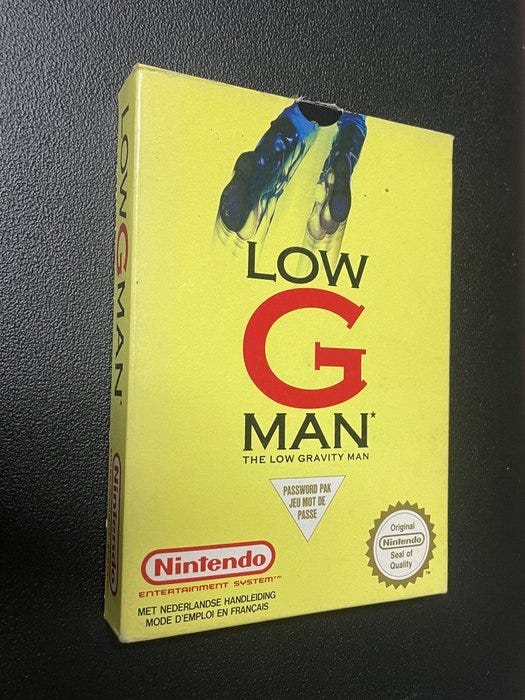 LOW G MAN
Nintendo
LOW
G
MAN*
THE LOW GRAVITY MAN
PASSWORD PAK
JEU MOT DE
PASSE
Nintendo
ENTERTAINMENT SYSTEM™
MET NEDERLANDSE HANDLEIDING
MODE D'EMPLOI EN FRANÇAIS
Original
Nintendo
Seal of
Quality
TM